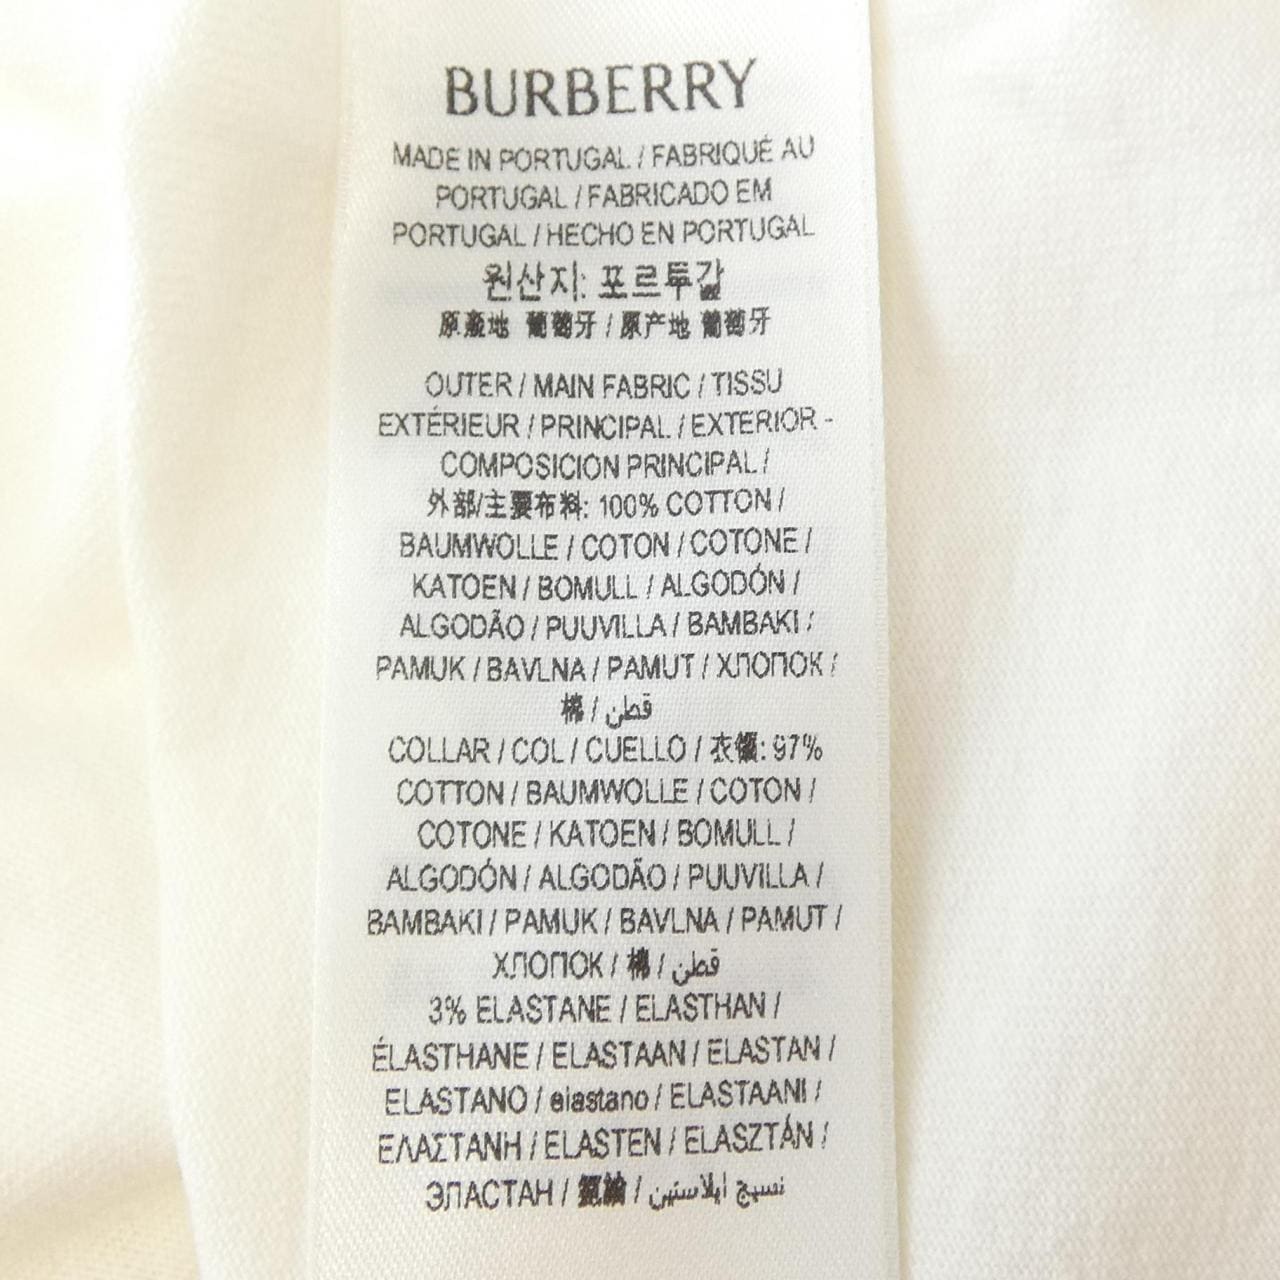 BURBERRY
MADE IN PORTUGAL / FABRIQUÉ AU
PORTUGAL / FABRICADO EM
PORTUGAL / HECHO EN PORTUGAL
원산지: 포르투갈
原產地 葡萄牙 / 原产地 葡萄牙
OUTER / MAIN FABRIC / TISSU
EXTÉRIEUR / PRINCIPAL / EXTERIOR -
COMPOSICION PRINCIPAL /
外部/主要布料: 100% COTTON /
BAUMWOLLE / COTON / COTONE /
KATOEN / BOMULL / ALGODÓN /
ALGODÃO / PUUVILLA / BAMBAKI /
PAMUK / BAVLNA / PAMUT / ХЛОПОК /
棉 / قطن
COLLAR / COL / CUELLO / 衣領: 97%
COTTON / BAUMWOLLE / COTON /
COTONE / KATOEN / BOMULL /
ALGODÓN / ALGODÃO / PUUVILLA /
BAMBAKI / PAMUK / BAVLNA / PAMUT /
ХЛОПОК / 棉 / قطن
3% ELASTANE / ELASTHAN /
ÉLASTHANE / ELASTAAN / ELASTAN /
ELASTANO / elastano / ELASTAANI /
ΕΛΑΣΤΑΝΗ / ELASTEN / ELASZTÁN /
ЭЛАСТАН / 氨綸 / نسيج ايلاستين